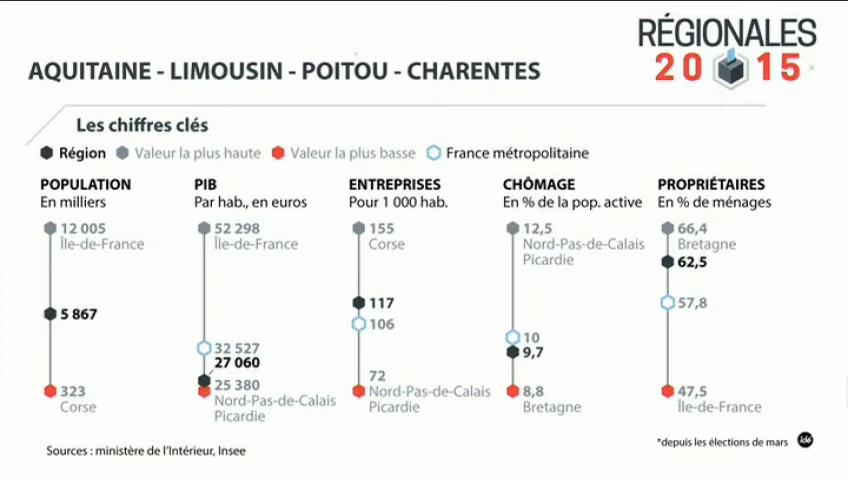 RÉGIONALES
2015*
AQUITAINE - LIMOUSIN - POITOU - CHARENTES
Les chiffres clés
Région Valeur la plus haute Valeur la plus basse France métropolitaine
POPULATION
En milliers
12 005
Île-de-France
5 867
323
Corse
PIB
Par hab., en euros
52 298
Île-de-France
32 527
27 060
25 380
Nord-Pas-de-Calais
Picardie
ENTREPRISES
Pour 1 000 hab.
155
Corse
117
106
72
Nord-Pas-de-Calais
Picardie
CHÔMAGE
En % de la pop. active
12,5
Nord-Pas-de-Calais
Picardie
10
9,7
8,8
Bretagne
PROPRIÉTAIRES
En % de ménages
66,4
Bretagne
62,5
57,8
47,5
Île-de-France
Sources : ministère de l'Intérieur, Insee
*depuis les élections de mars
idé